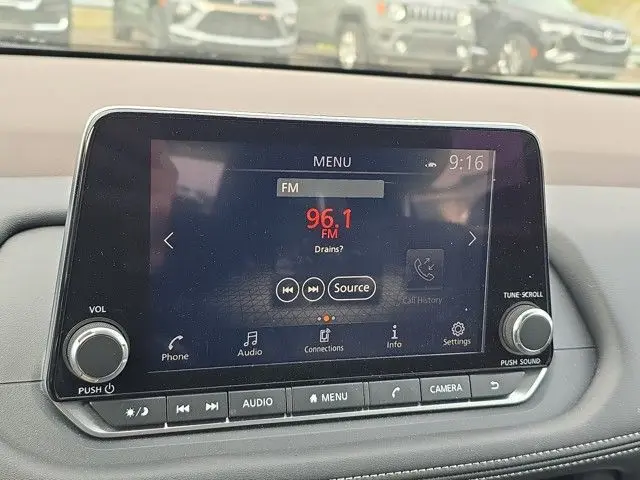 MENU 9:16
FM
96.1
FM
Drains?
Source
Call History
Phone Audio Connections Info Settings
VOL
PUSH
TUNE·SCROLL
PUSH SOUND
AUDIO MENU CAMERA